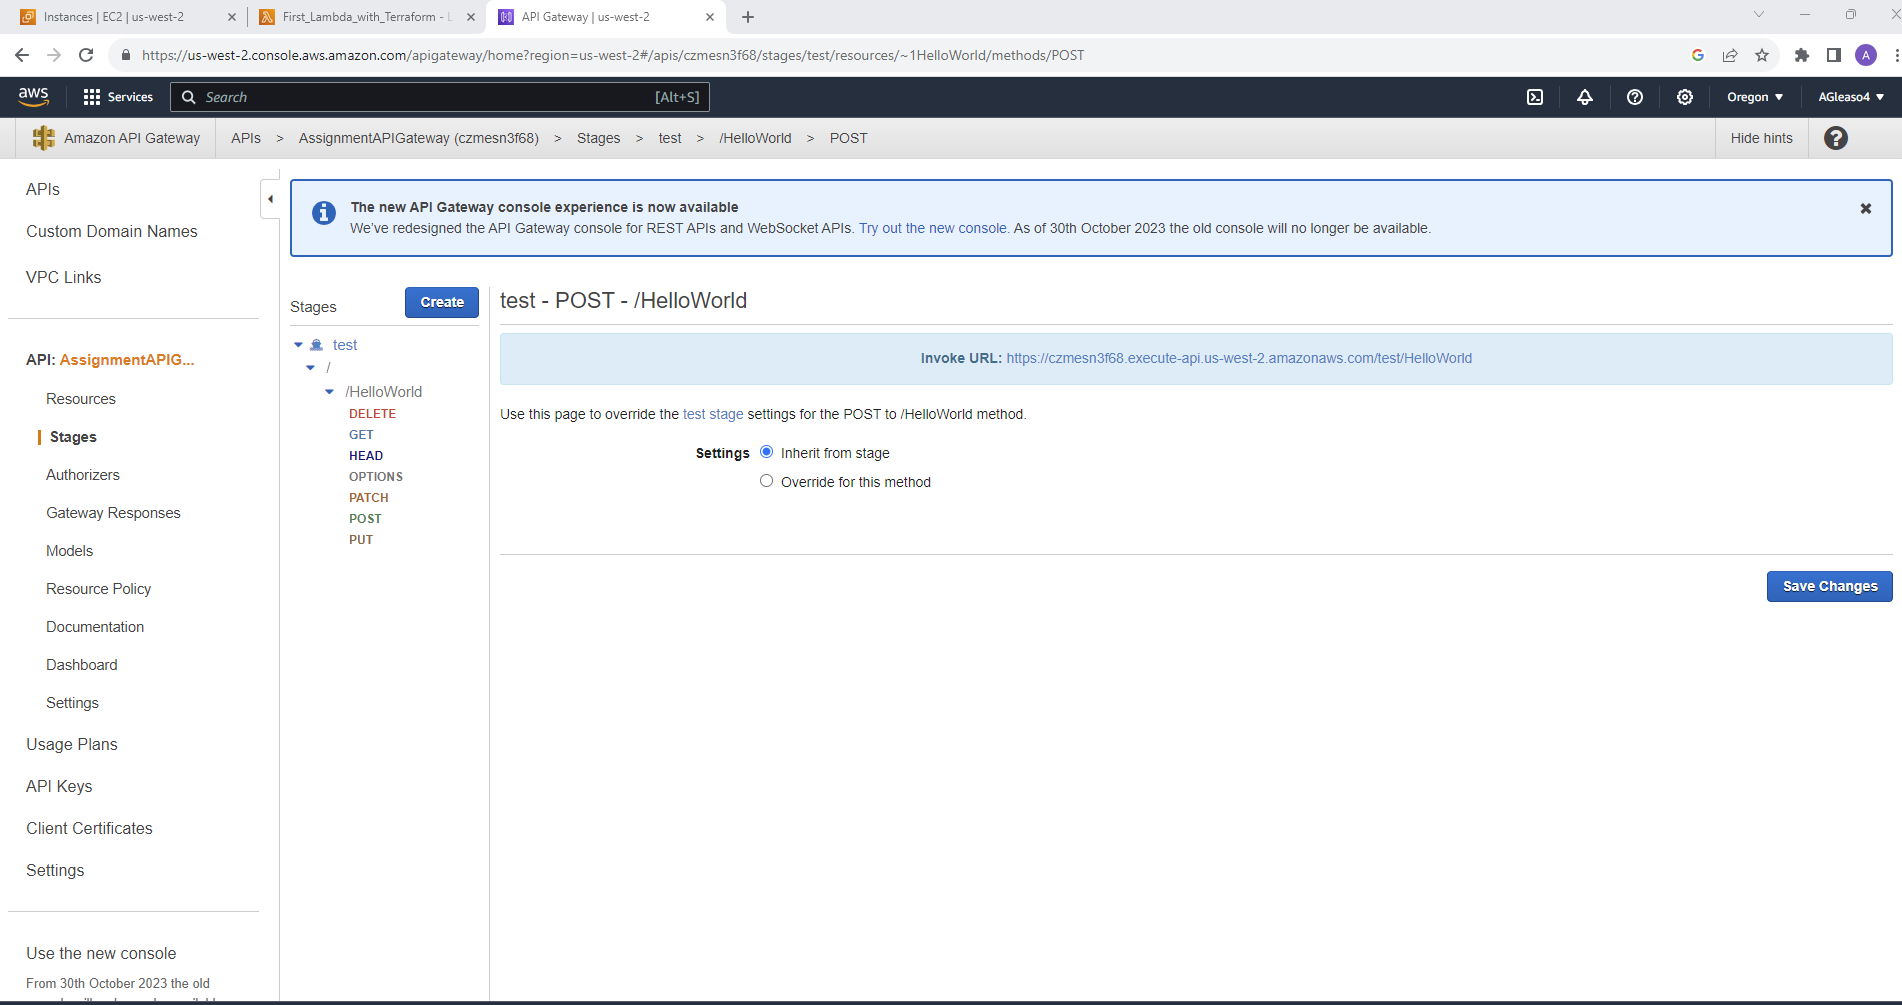 Instances | EC2 | us-west-2
First_Lambda_with_Terraform -
API Gateway | us-west-2
https://us-west-2.console.aws.amazon.com/apigateway/home?region=us-west-2#/apis/czmesn3f68/stages/test/resources/~1HelloWorld/methods/POST
A
aws
Services
Search
[Alt+S]
Oregon
AGleaso4
Amazon API Gateway
APIs > AssignmentAPIGateway (czmesn3f68) > Stages > test > /HelloWorld > POST
Hide hints
APIs
Custom Domain Names
VPC Links
API: AssignmentAPIG...
Resources
Stages
Authorizers
Gateway Responses
Models
Resource Policy
Documentation
Dashboard
Settings
Usage Plans
API Keys
Client Certificates
Settings
Use the new console
From 30th October 2023 the old
The new API Gateway console experience is now available
We've redesigned the API Gateway console for REST APIs and WebSocket APIs. Try out the new console. As of 30th October 2023 the old console will no longer be available.
Stages
Create
test
/
/HelloWorld
DELETE
GET
HEAD
OPTIONS
PATCH
POST
PUT
test - POST - /HelloWorld
Invoke URL: https://czmesn3f68.execute-api.us-west-2.amazonaws.com/test/HelloWorld
Use this page to override the test stage settings for the POST to /HelloWorld method.
Settings
Inherit from stage
Override for this method
Save Changes